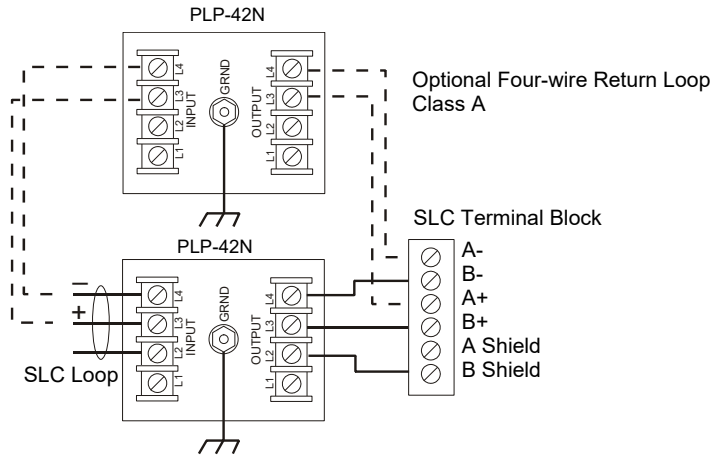 PLP-42N
L4
L3
L2
L1
INPUT
GRND
OUTPUT
L4
L3
L2
L1
Optional Four-wire Return Loop
Class A
SLC Terminal Block
A-
B-
A+
B+
A Shield
B Shield
PLP-42N
–
+
SLC Loop
L4
L3
L2
L1
INPUT
GRND
OUTPUT
L4
L3
L2
L1